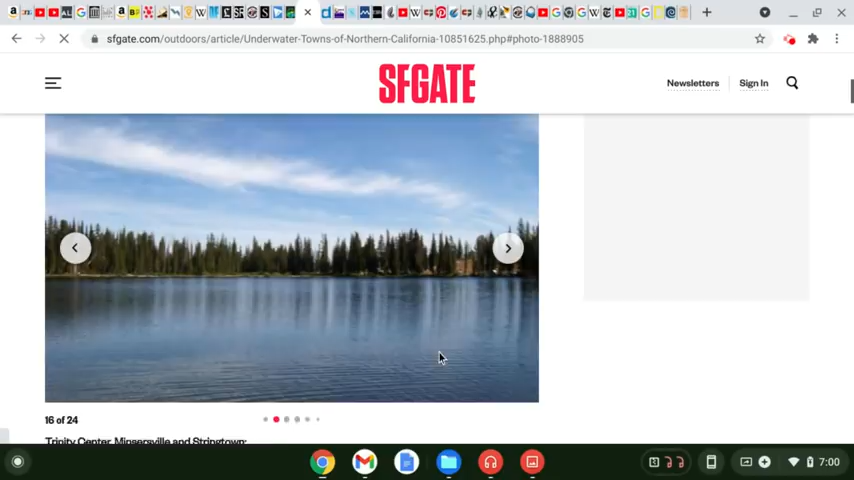 sfgate.com/outdoors/article/Underwater-Towns-of-Northern-California-10851625.php#photo-1888905
SFGATE
Newsletters
Sign In
16 of 24
Trinity Center, Minersville and Stringtown:
7:00